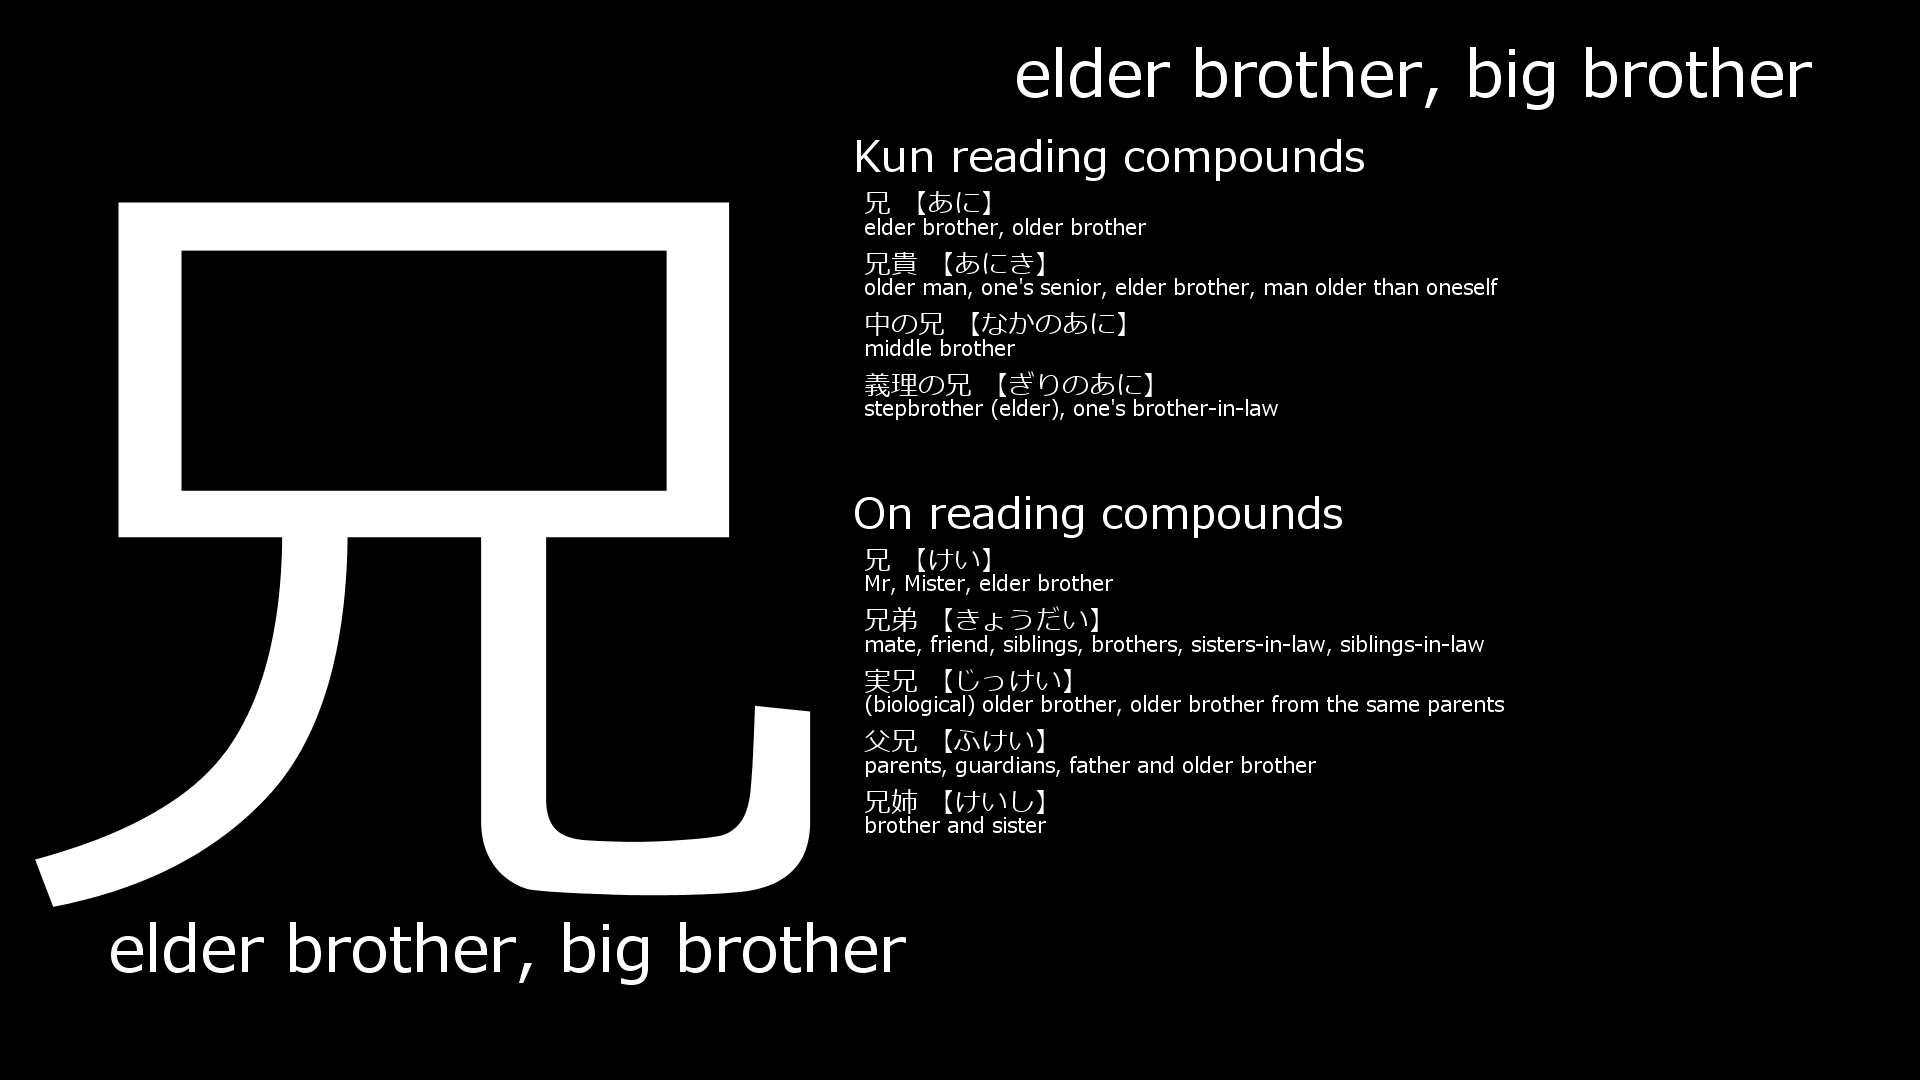 兄
elder brother, big brother
elder brother, big brother
Kun reading compounds
兄 【あに】
elder brother, older brother
兄貴 【あにき】
older man, one's senior, elder brother, man older than oneself
中の兄 【なかのあに】
middle brother
義理の兄 【ぎりのあに】
stepbrother (elder), one's brother-in-law
On reading compounds
兄 【けい】
Mr, Mister, elder brother
兄弟 【きょうだい】
mate, friend, siblings, brothers, sisters-in-law, siblings-in-law
実兄 【じっけい】
(biological) older brother, older brother from the same parents
父兄 【ふけい】
parents, guardians, father and older brother
兄姉 【けいし】
brother and sister